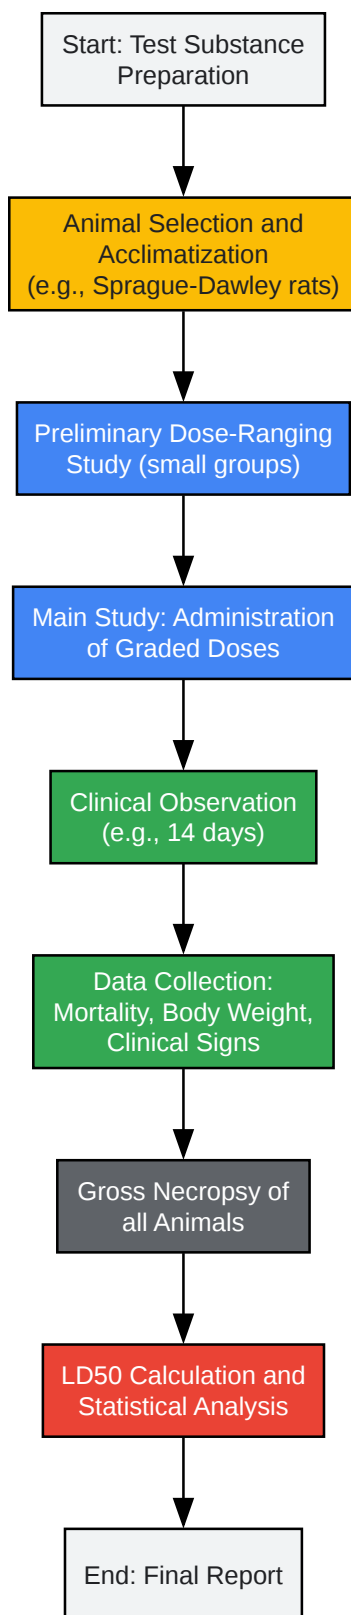 Start: Test Substance
Preparation
Animal Selection and
Acclimatization
(e.g., Sprague-Dawley rats)
Preliminary Dose-Ranging
Study (small groups)
Main Study: Administration
of Graded Doses
Clinical Observation
(e.g., 14 days)
Data Collection:
Mortality, Body Weight,
Clinical Signs
Gross Necropsy of
all Animals
LD50 Calculation and
Statistical Analysis
End: Final Report